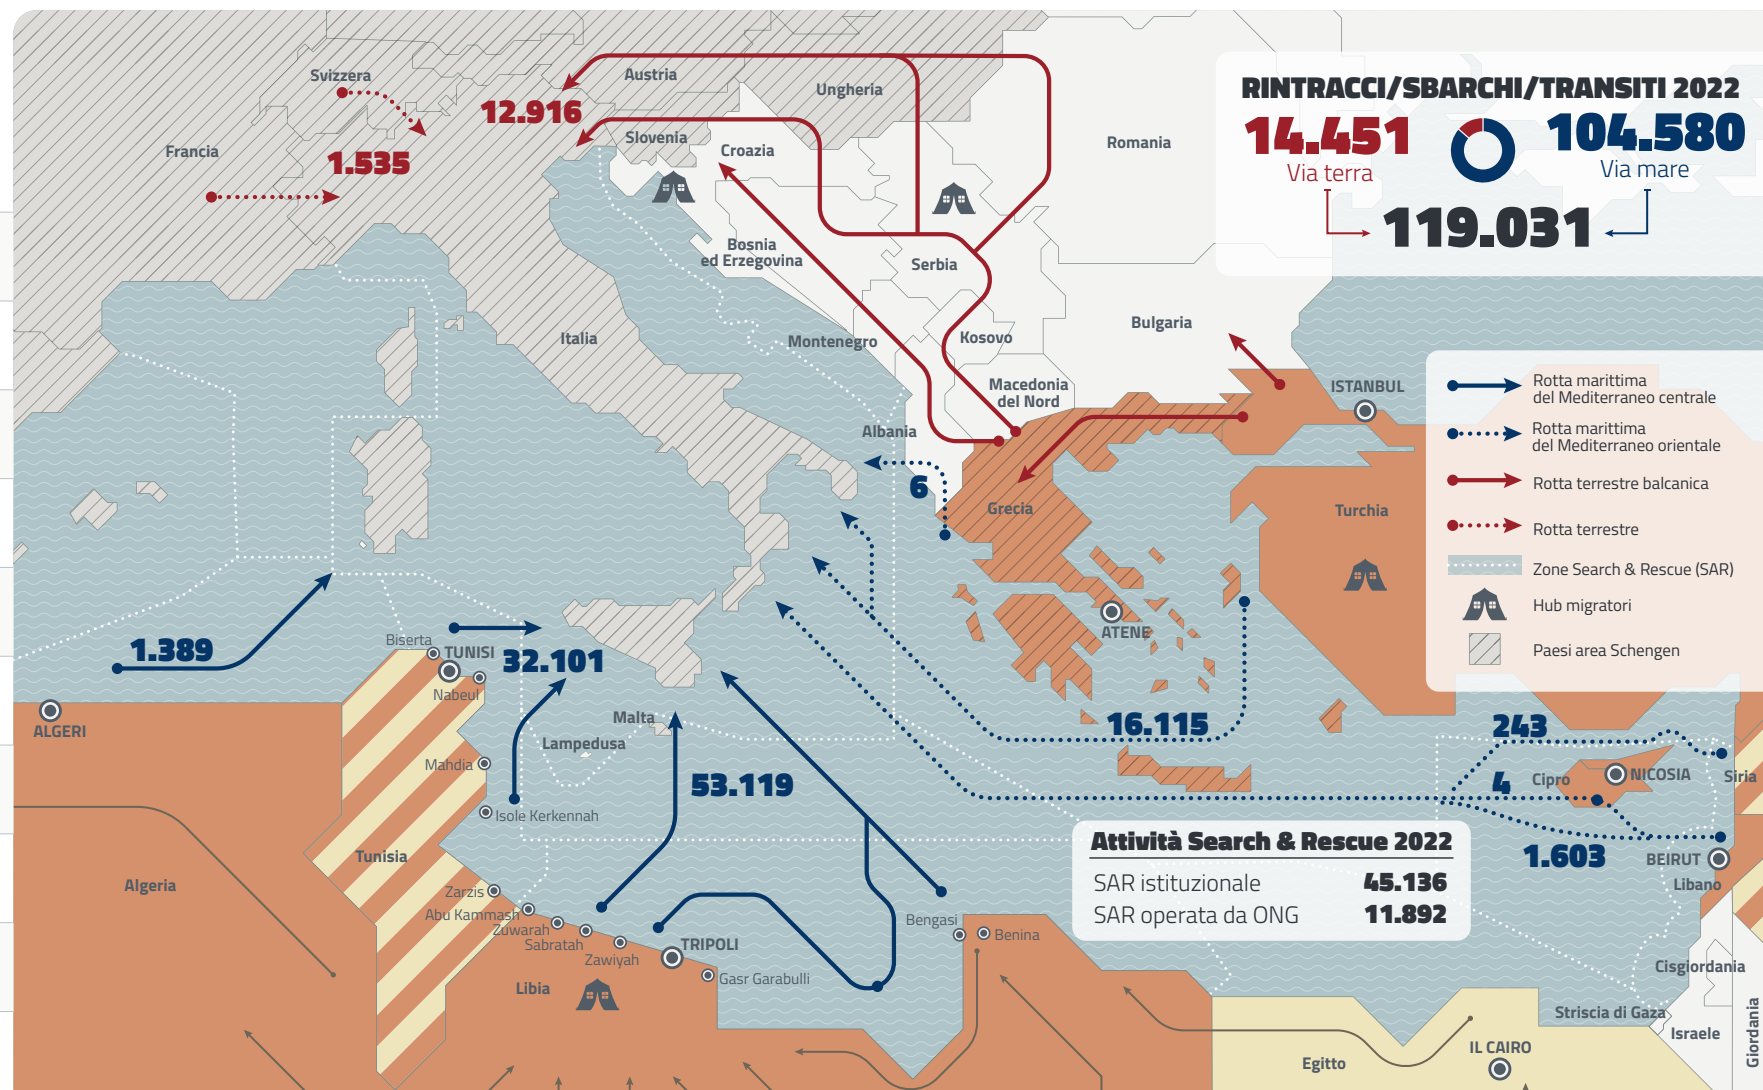 RINTRACCI/SBARCHI/TRANSITI 2022
14.451
Via terra
104.580
Via mare
119.031
Svizzera
Francia
1.535
12.916
Austria
Ungheria
Slovenia
Croazia
Romania
Bosnia
ed Erzegovina
Serbia
Italia
Montenegro
Kosovo
Bulgaria
Macedonia
del Nord
Albania
ISTANBUL
6
Grecia
Turchia
ATENE
Rotta marittima
del Mediterraneo centrale
Rotta marittima
del Mediterraneo orientale
Rotta terrestre balcanica
Rotta terrestre
Zone Search & Rescue (SAR)
Hub migratori
Paesi area Schengen
1.389
Biserta
TUNISI
Nabeul
32.101
ALGERI
Malta
Lampedusa
Mahdia
Isole Kerkennah
53.119
16.115
243
4
Cipro
NICOSIA
Siria
1.603
BEIRUT
Libano
Tunisia
Algeria
Zarzis
Abu Kammash
Zuwarah
Sabratah
Zawiyah
TRIPOLI
Gasr Garabulli
Libia
Bengasi
Benina
Attività Search & Rescue 2022
SAR istituzionale 45.136
SAR operata da ONG 11.892
Cisgiordania
Striscia di Gaza
Israele
Giordania
Egitto
IL CAIRO